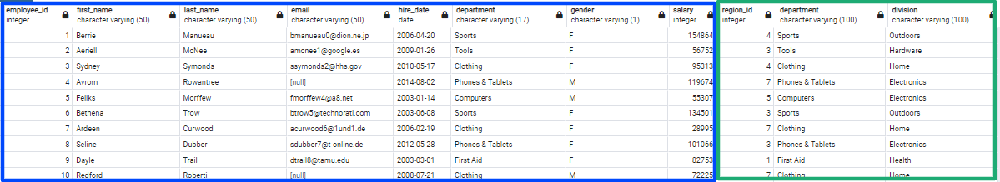 employee_id first_name last_name email hire_date department gender salary region_id department division
integer character varying (50) character varying (50) character varying (50) date character varying (17) character varying (1) integer integer character varying (100) character varying (100)
1 Berrie Manueau bmanueau0@dion.ne.jp 2006-04-20 Sports F 154864 4 Sports Outdoors
2 Aeriell McNee amcnee1@google.es 2009-01-26 Tools F 56752 3 Tools Hardware
3 Sydney Symonds ssymonds2@hhs.gov 2010-05-17 Clothing F 95313 4 Clothing Home
4 Avrom Rowantree [null] 2014-08-02 Phones & Tablets M 119674 7 Phones & Tablets Electronics
5 Feliks Morffew fmorffew4@a8.net 2003-01-14 Computers M 55307 5 Computers Electronics
6 Bethena Trow btrow5@technorati.com 2003-06-08 Sports F 134501 3 Sports Outdoors
7 Ardeen Curwood acurwood6@1und1.de 2006-02-19 Clothing F 28995 7 Clothing Home
8 Seline Dubber sdubber7@t-online.de 2012-05-28 Phones & Tablets F 101066 3 Phones & Tablets Electronics
9 Dayle Trail dtrail8@tamu.edu 2003-03-01 First Aid F 82753 1 First Aid Health
10 Redford Roberti [null] 2008-07-21 Clothing M 72225 7 Clothing Home